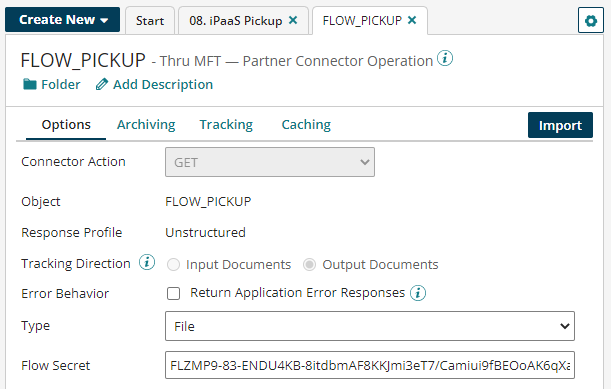 Create New Start 08. iPaaS Pickup FLOW_PICKUP
FLOW_PICKUP - Thru MFT — Partner Connector Operation
Folder Add Description
Options Archiving Tracking Caching Import
Connector Action GET
Object FLOW_PICKUP
Response Profile Unstructured
Tracking Direction Input Documents Output Documents
Error Behavior Return Application Error Responses
Type File
Flow Secret FLZMP9-83-ENDU4KB-8itdbmAF8KKJmi3eT7/Camiui9fBEOoAK6qXa